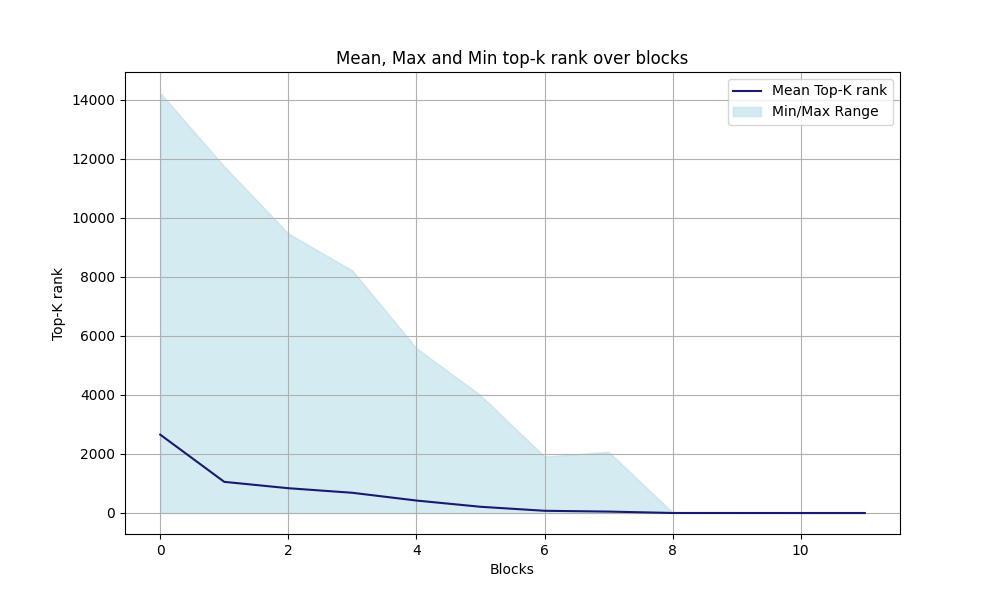 Mean, Max and Min top-k rank over blocks
Mean Top-K rank
Min/Max Range
14000
12000
10000
8000
6000
4000
2000
0
Top-K rank
0 2 4 6 8 10
Blocks